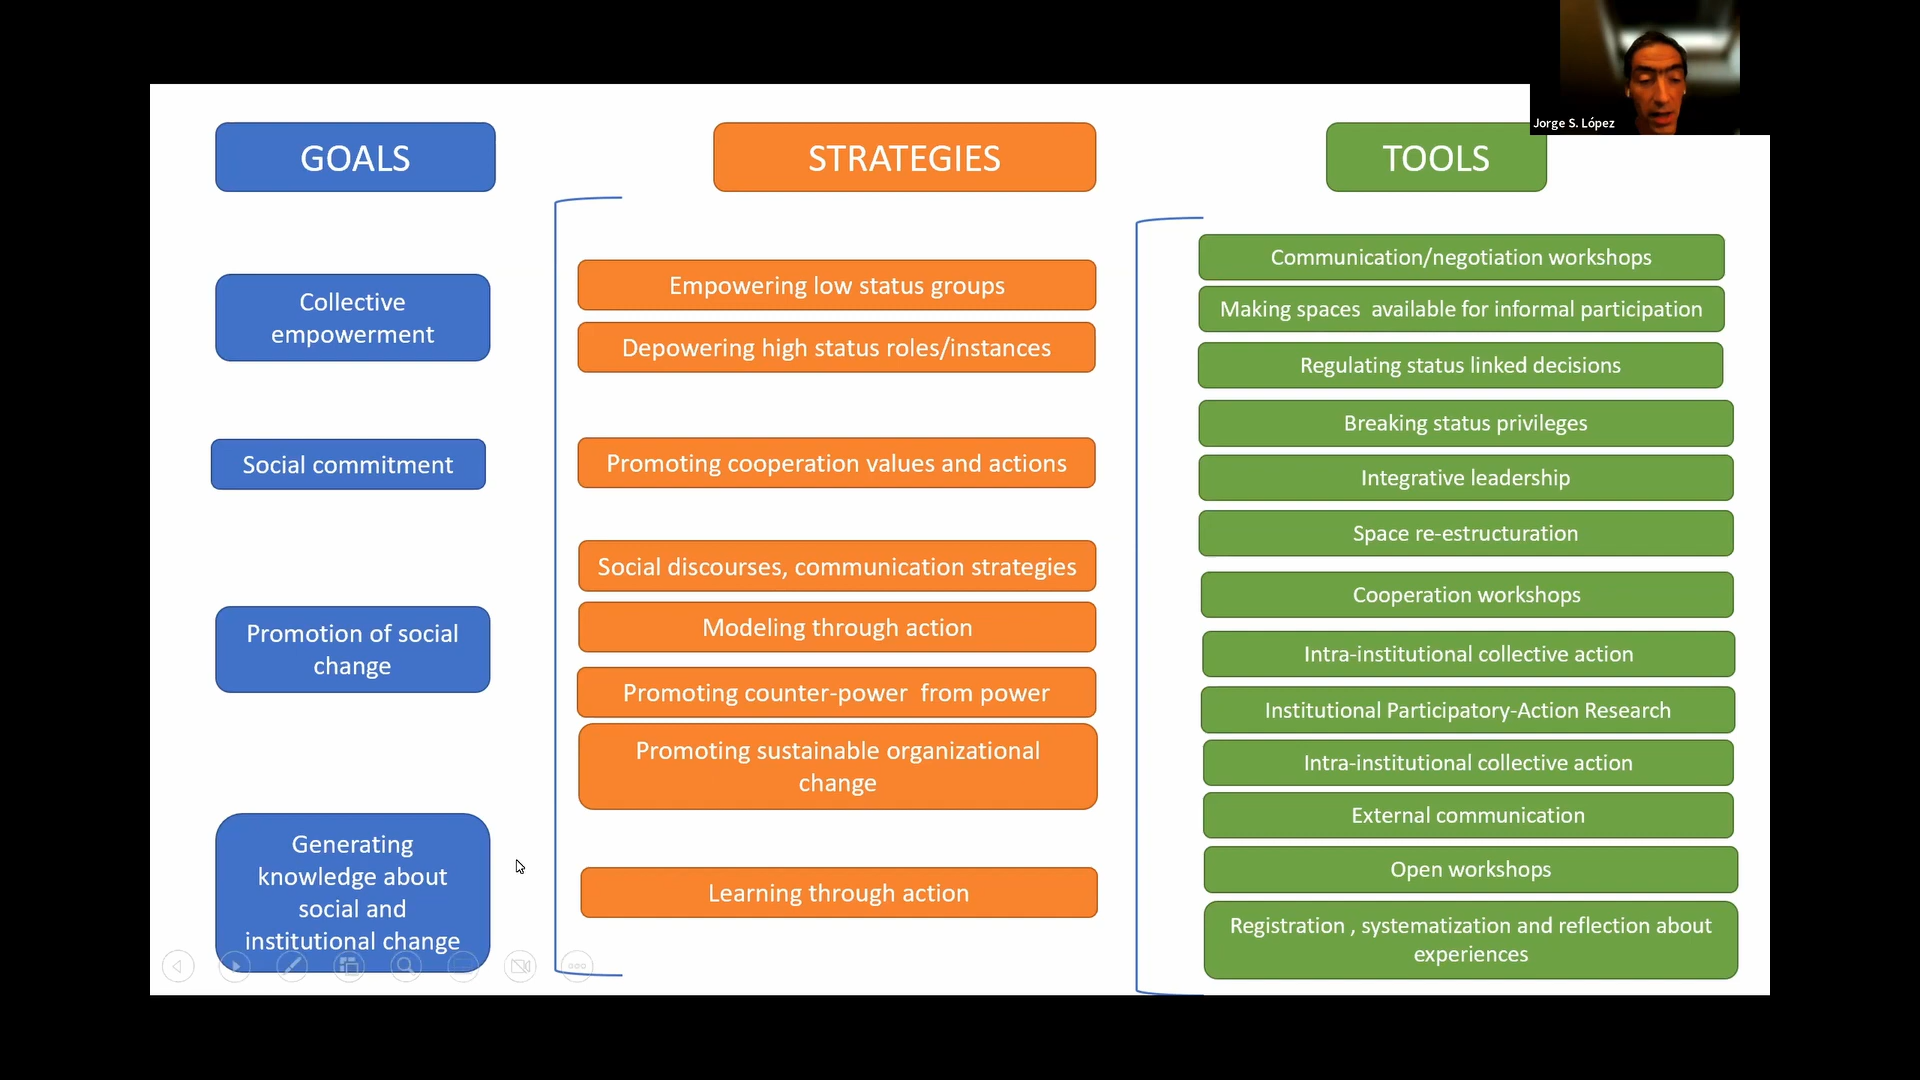 Jorge S. López
GOALS
STRATEGIES
TOOLS
Collective
empowerment
Social commitment
Promotion of social
change
Generating
knowledge about
social and
institutional change
Empowering low status groups
Depowering high status roles/instances
Promoting cooperation values and actions
Social discourses, communication strategies
Modeling through action
Promoting counter-power  from power
Promoting sustainable organizational
change
Learning through action
Communication/negotiation workshops
Making spaces  available for informal participation
Regulating status linked decisions
Breaking status privileges
Integrative leadership
Space re-estructuration
Cooperation workshops
Intra-institutional collective action
Institutional Participatory-Action Research
Intra-institutional collective action
External communication
Open workshops
Registration , systematization and reflection about
experiences